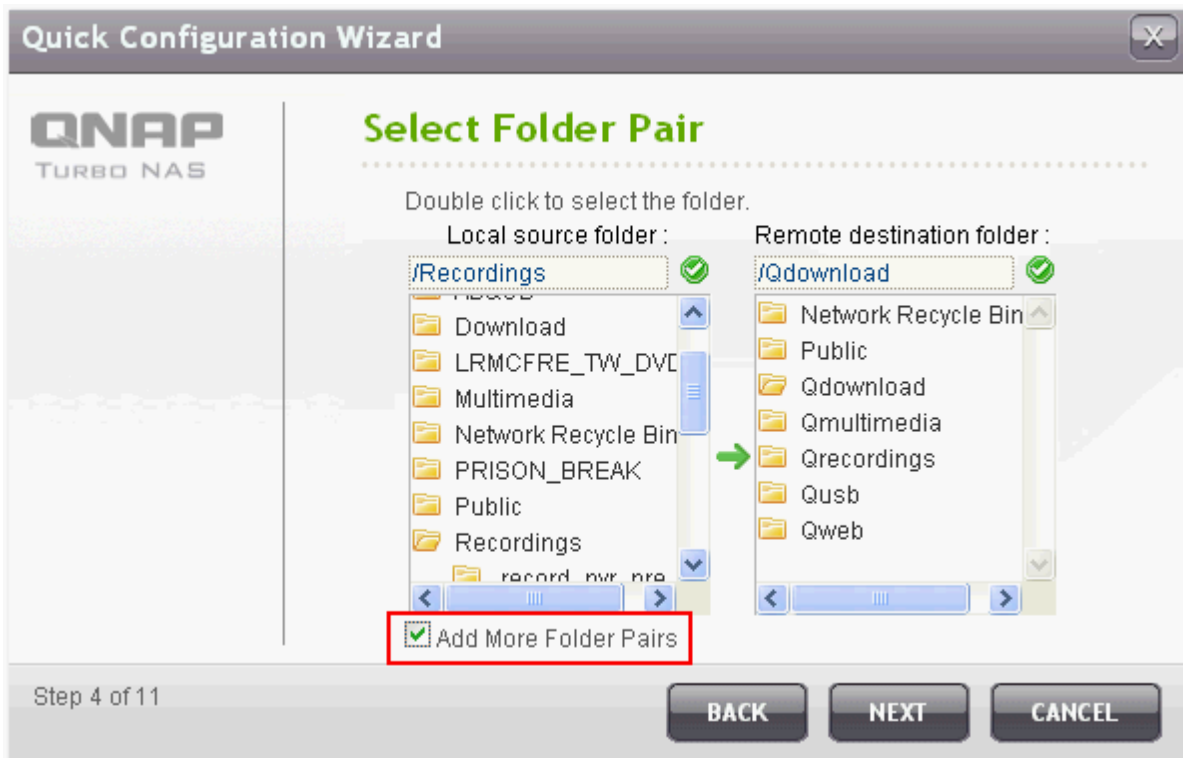 Quick Configuration Wizard
X
QNAP
TURBO NAS
Select Folder Pair
Double click to select the folder.
Local source folder :
/Recordings
Download
LRMCFRE_TW_DVD
Multimedia
Network Recycle Bin
PRISON_BREAK
Public
Recordings
Remote destination folder :
/Qdownload
Network Recycle Bin
Public
Qdownload
Qmultimedia
Qrecordings
Qusb
Qweb
Add More Folder Pairs
Step 4 of 11
BACK
NEXT
CANCEL